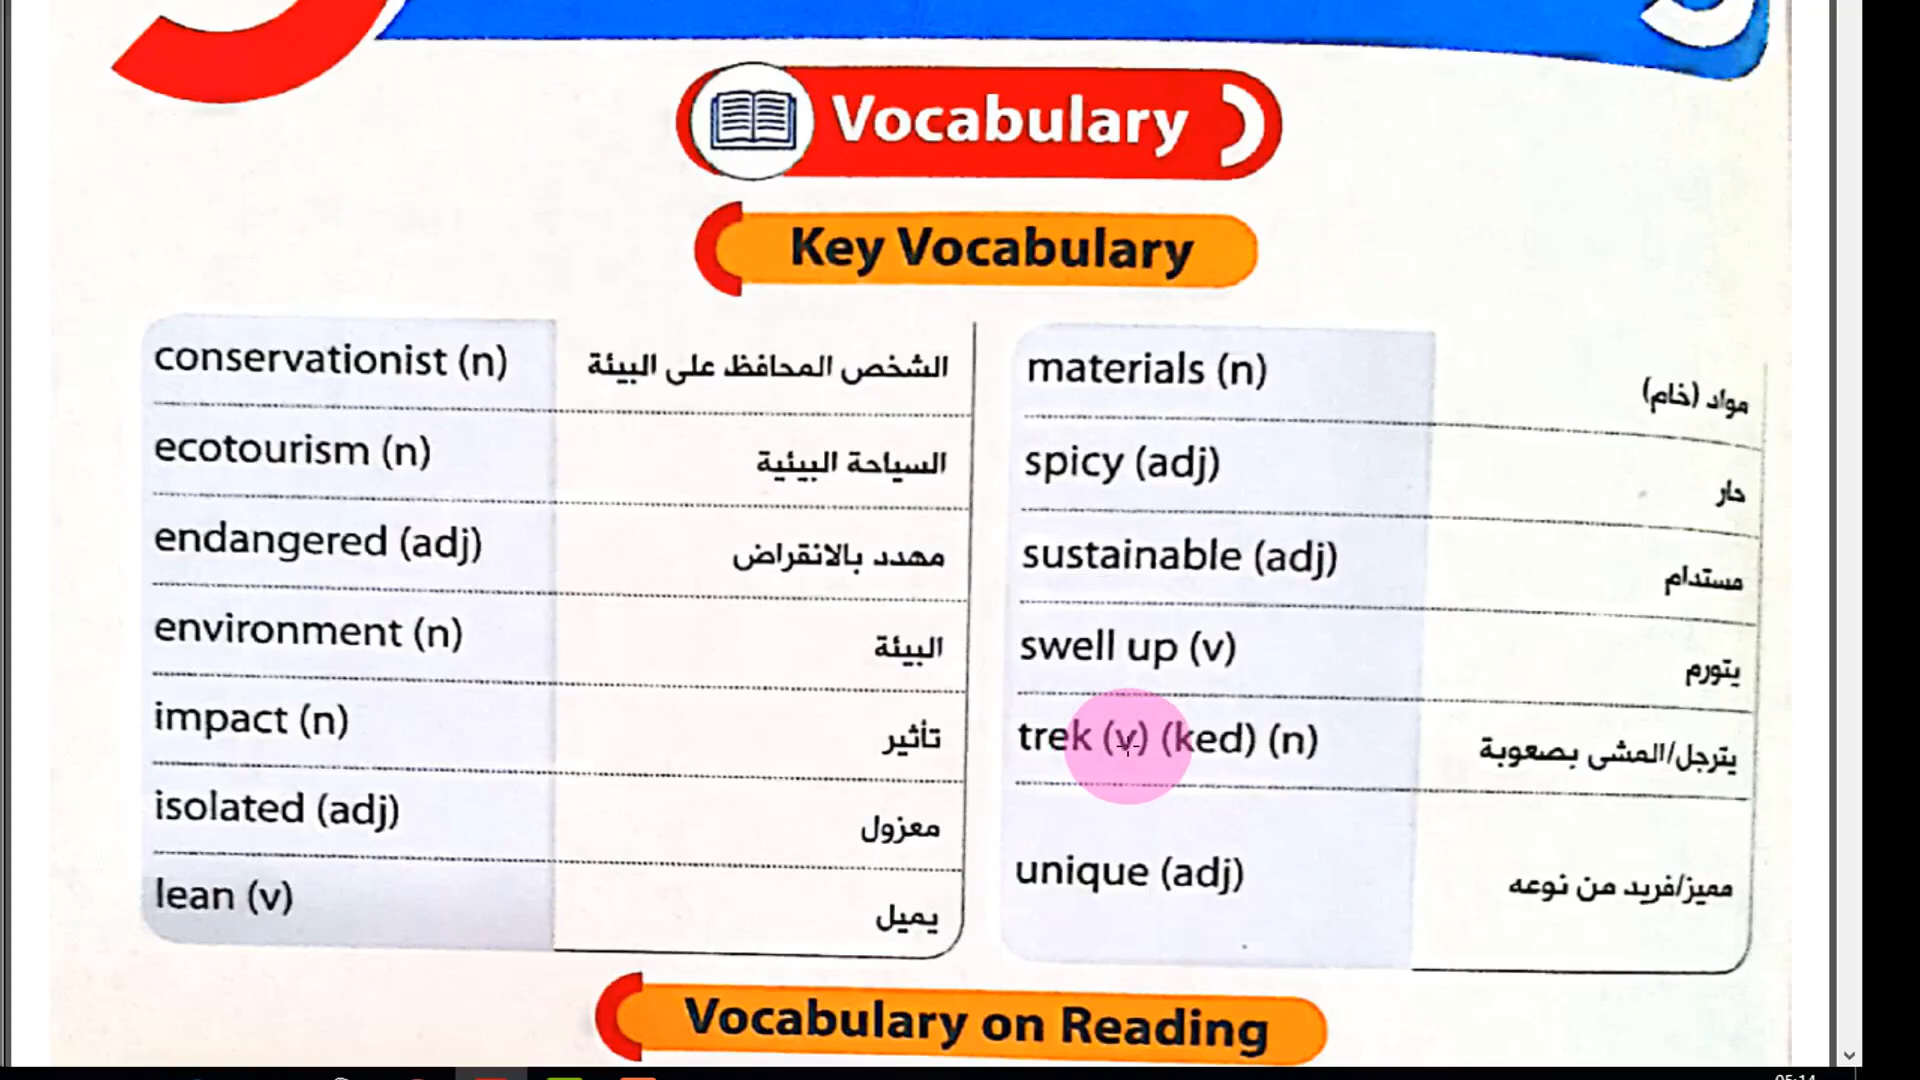 Vocabulary
Key Vocabulary
conservationist (n) الشخص المحافظ على البيئة
ecotourism (n) السياحة البيئية
endangered (adj) مهدد بالانقراض
environment (n) البيئة
impact (n) تأثير
isolated (adj) معزول
lean (v) يميل
materials (n) مواد (خام)
spicy (adj) حار
sustainable (adj) مستدام
swell up (v) يتورم
trek (v) (ked) (n) يترجل/المشى بصعوبة
unique (adj) مميز/فريد من نوعه
Vocabulary on Reading